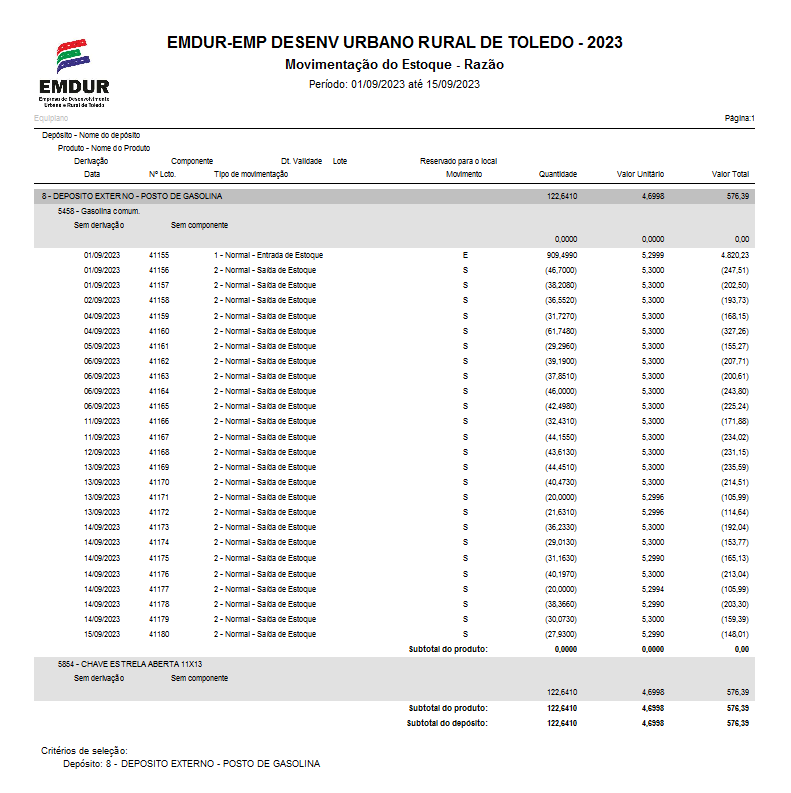 EMDUR-EMP DESENV URBANO RURAL DE TOLEDO - 2023
Movimentação do Estoque - Razão
Período: 01/09/2023 até 15/09/2023
EMDUR
Empresa de Desenvolvimento
Urbano e Rural de Toledo
Equiplano Página:1
Depósito - Nome do depósito
Produto - Nome do Produto
Derivação Componente Dt. Validade Lote Reservado para o local
Data Nº Lcto. Tipo de movimentação Movimento Quantidade Valor Unitário Valor Total
8 - DEPOSITO EXTERNO - POSTO DE GASOLINA 122,6410 4,6998 576,39
5458 - Gasolina comum.
Sem derivação Sem componente
0,0000 0,0000 0,00
01/09/2023 41155 1 - Normal - Entrada de Estoque E 909,4990 5,2999 4.820,23
01/09/2023 41156 2 - Normal - Saída de Estoque S (46,7000) 5,3000 (247,51)
01/09/2023 41157 2 - Normal - Saída de Estoque S (38,2080) 5,3000 (202,50)
02/09/2023 41158 2 - Normal - Saída de Estoque S (36,5520) 5,3000 (193,73)
04/09/2023 41159 2 - Normal - Saída de Estoque S (31,7270) 5,3000 (168,15)
04/09/2023 41160 2 - Normal - Saída de Estoque S (61,7480) 5,3000 (327,26)
05/09/2023 41161 2 - Normal - Saída de Estoque S (29,2960) 5,3000 (155,27)
06/09/2023 41162 2 - Normal - Saída de Estoque S (39,1900) 5,3000 (207,71)
06/09/2023 41163 2 - Normal - Saída de Estoque S (37,8510) 5,3000 (200,61)
06/09/2023 41164 2 - Normal - Saída de Estoque S (46,0000) 5,3000 (243,80)
06/09/2023 41165 2 - Normal - Saída de Estoque S (42,4980) 5,3000 (225,24)
11/09/2023 41166 2 - Normal - Saída de Estoque S (32,4310) 5,3000 (171,88)
11/09/2023 41167 2 - Normal - Saída de Estoque S (44,1550) 5,3000 (234,02)
12/09/2023 41168 2 - Normal - Saída de Estoque S (43,6130) 5,3000 (231,15)
13/09/2023 41169 2 - Normal - Saída de Estoque S (44,4510) 5,3000 (235,59)
13/09/2023 41170 2 - Normal - Saída de Estoque S (40,4730) 5,3000 (214,51)
13/09/2023 41171 2 - Normal - Saída de Estoque S (20,0000) 5,2996 (105,99)
13/09/2023 41172 2 - Normal - Saída de Estoque S (21,6310) 5,2996 (114,64)
14/09/2023 41173 2 - Normal - Saída de Estoque S (36,2330) 5,3000 (192,04)
14/09/2023 41174 2 - Normal - Saída de Estoque S (29,0130) 5,3000 (153,77)
14/09/2023 41175 2 - Normal - Saída de Estoque S (31,1630) 5,2990 (165,13)
14/09/2023 41176 2 - Normal - Saída de Estoque S (40,1970) 5,3000 (213,04)
14/09/2023 41177 2 - Normal - Saída de Estoque S (20,0000) 5,2994 (105,99)
14/09/2023 41178 2 - Normal - Saída de Estoque S (38,3660) 5,2990 (203,30)
14/09/2023 41179 2 - Normal - Saída de Estoque S (30,0730) 5,3000 (159,39)
15/09/2023 41180 2 - Normal - Saída de Estoque S (27,9300) 5,2990 (148,01)
Subtotal do produto: 0,0000 0,0000 0,00
5854 - CHAVE ESTRELA ABERTA 11X13
Sem derivação Sem componente
122,6410 4,6998 576,39
Subtotal do produto: 122,6410 4,6998 576,39
Subtotal do depósito: 122,6410 4,6998 576,39
Critérios de seleção:
Depósito: 8 - DEPOSITO EXTERNO - POSTO DE GASOLINA